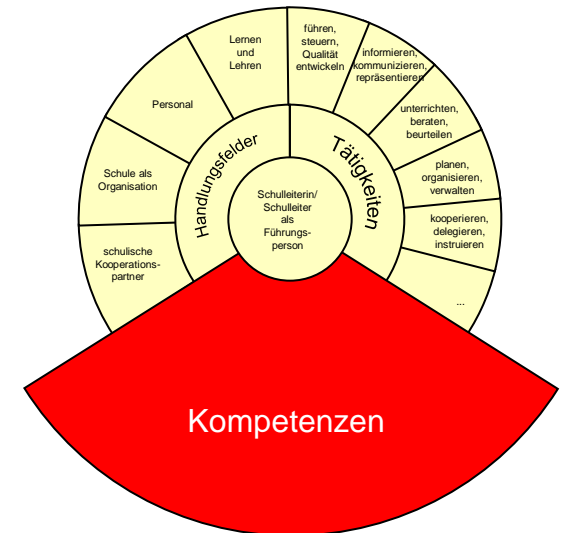 Lernen
und
Lehren
führen,
steuern,
Qualität
entwickeln
informieren,
kommunizieren,
repräsentieren
unterrichten,
beraten,
beurteilen
planen,
organisieren,
verwalten
kooperieren,
delegieren,
instruieren
...
Personal
Schule als
Organisation
schulische
Kooperations-
partner
Handlungsfelder
Tätigkeiten
Schulleiterin/
Schulleiter
als
Führungs-
person
Kompetenzen